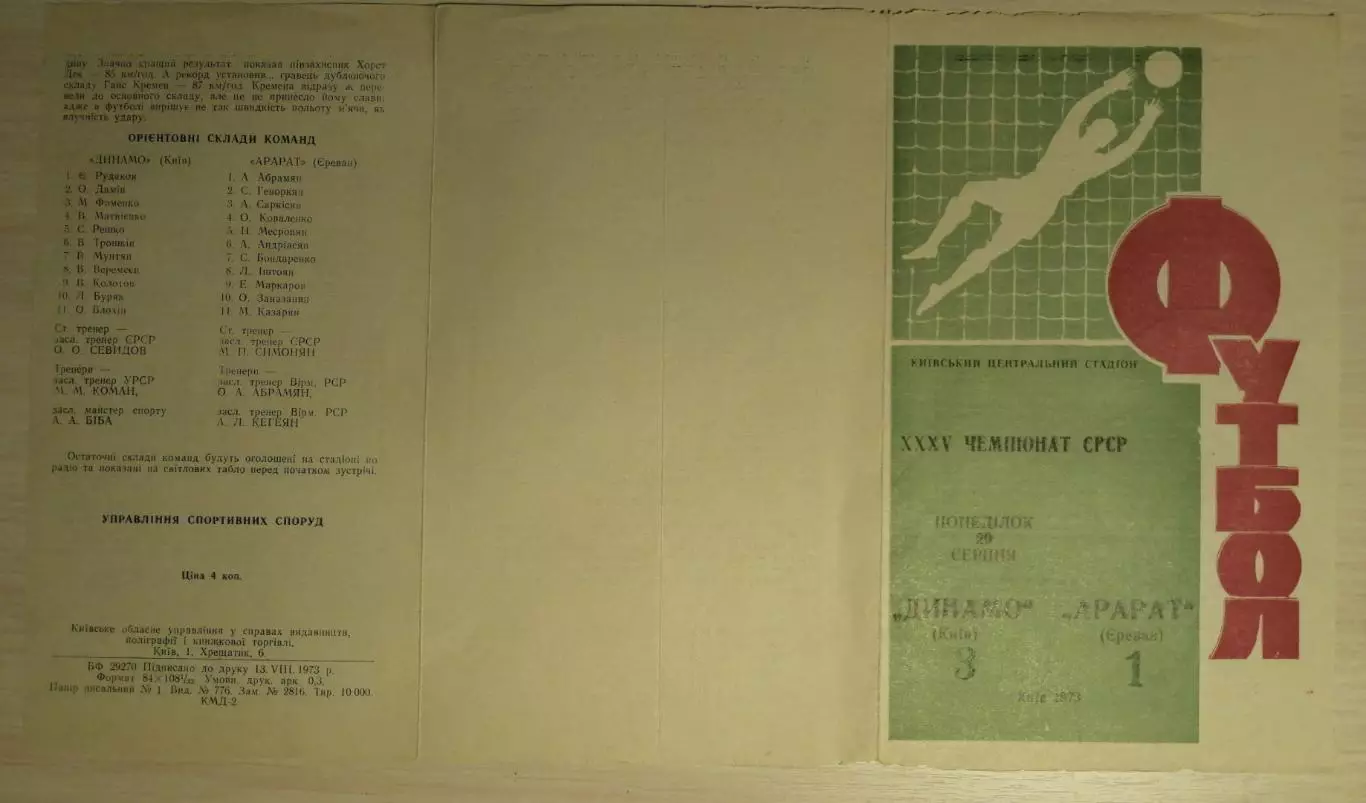 дину Значно кращий результат показав півзахисник Хорст
Дек — 85 км/год. А рекорд установив... гравець дублюючого
складу Ганс Кремев — 87 км/год Кремена відразу ж пере-
вели до основного складу, але це не принесло йому слави,
адже в футболі вирішує не так швидкість польоту м'яча, як
влучність удару.
ОРІЄНТОВНІ СКЛАДИ КОМАНД
«ДИНАМО» (Київ)
1. Є. Рудаков
2. О. Дамін
3. М. Фоменко
4. В. Матвієнко
5. С. Решко
6. В. Трошкін
7. В. Мунтян
8. В. Веремєєв
9. В. Колотов
10. Л. Буряк
11. О. Блохін
Ст. тренер —
засл. тренер СРСР
О. О. СЕВИДОВ
Тренери —
засл. тренер УРСР
М. М. КОМАН,
засл. майстер спорту
А. А. БІБА
«АРАРАТ» (Єреван)
1. А. Абрамян
2. С. Геворкян
3. А. Саркісян
4. О. Коваленко
5. Н. Месропян
6. А. Андріасян
7. С. Бондаренко
8. Л. Іштоян
9. Е. Маркаров
10. О. Заназанян
11. М. Казарян
Ст. тренер —
засл. тренер СРСР
М. П. СИМОНЯН
Тренери —
засл. тренер Вірм. РСР
О. А. АБРАМЯН,
засл. тренер Вірм. РСР
А. Л. КЕГЕЯН
Остаточні склади команд будуть оголошені на стадіоні по
радіо та показані на світлових табло перед початком зустрічі.
УПРАВЛІННЯ СПОРТИВНИХ СПОРУД
Ціна 4 коп.
Київське обласне управління у справах видавництв,
поліграфії і книжкової торгівлі.
Київ, 1, Хрещатик, 6.
БФ 29270 Підписано до друку 13.VIII.1973 р.
Формат 84×108¹/₃₂ Умовн. друк. арк 0,3.
Папір писальний № 1 Вид. № 776. Зам. № 2816. Тир. 10 000.
КМД-2
ФУТБОЛ
КИЇВСЬКИЙ ЦЕНТРАЛЬНИЙ СТАДІОН
XXXV ЧЕМПІОНАТ СРСР
ПОНЕДІЛОК
20
СЕРПНЯ
„ДИНАМО“ „АРАРАТ“
(Київ) (Єреван)
3 1
Київ 1973